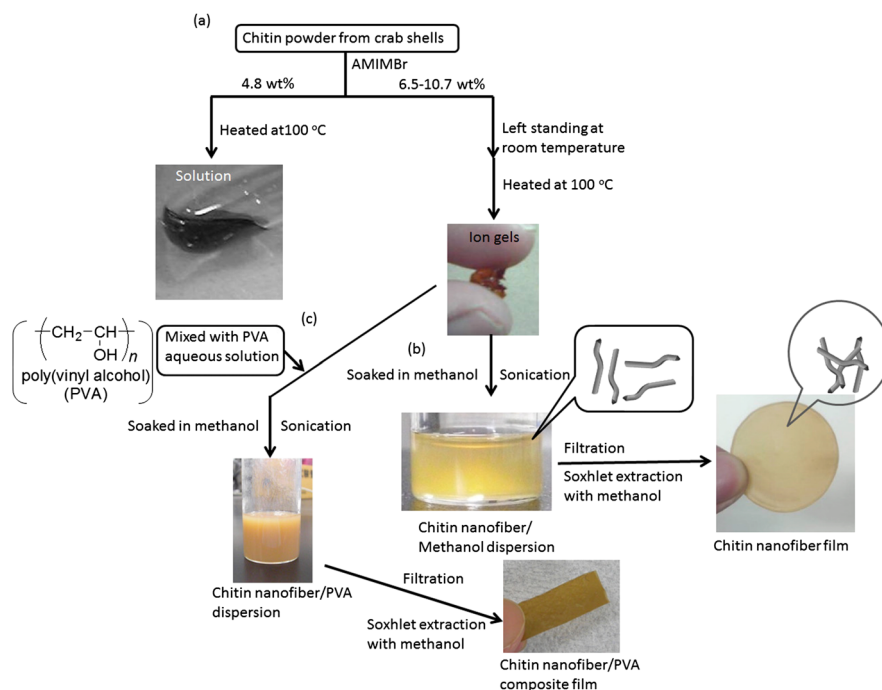 (a)
Chitin powder from crab shells
AMIMBr
4.8 wt%
6.5-10.7 wt%
Heated at100 °C
Left standing at
room temperature
Solution
Heated at 100 °C
Ion gels
(c)
CH2-CH
OH
n
poly(vinyl alcohol)
(PVA)
Mixed with PVA
aqueous solution
(b)
Soaked in methanol
Sonication
Soaked in methanol
Sonication
Filtration
Soxhlet extraction
with methanol
Chitin nanofiber/
Methanol dispersion
Chitin nanofiber film
Chitin nanofiber/PVA
dispersion
Filtration
Soxhlet extraction
with methanol
Chitin nanofiber/PVA
composite film